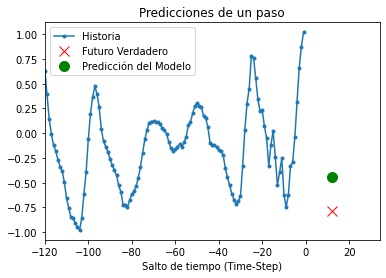 Predicciones de un paso
1.00
0.75
0.50
0.25
0.00
−0.25
−0.50
−0.75
−1.00
Historia
Futuro Verdadero
Predicción del Modelo
−120 −100 −80 −60 −40 −20 0 20
Salto de tiempo (Time-Step)